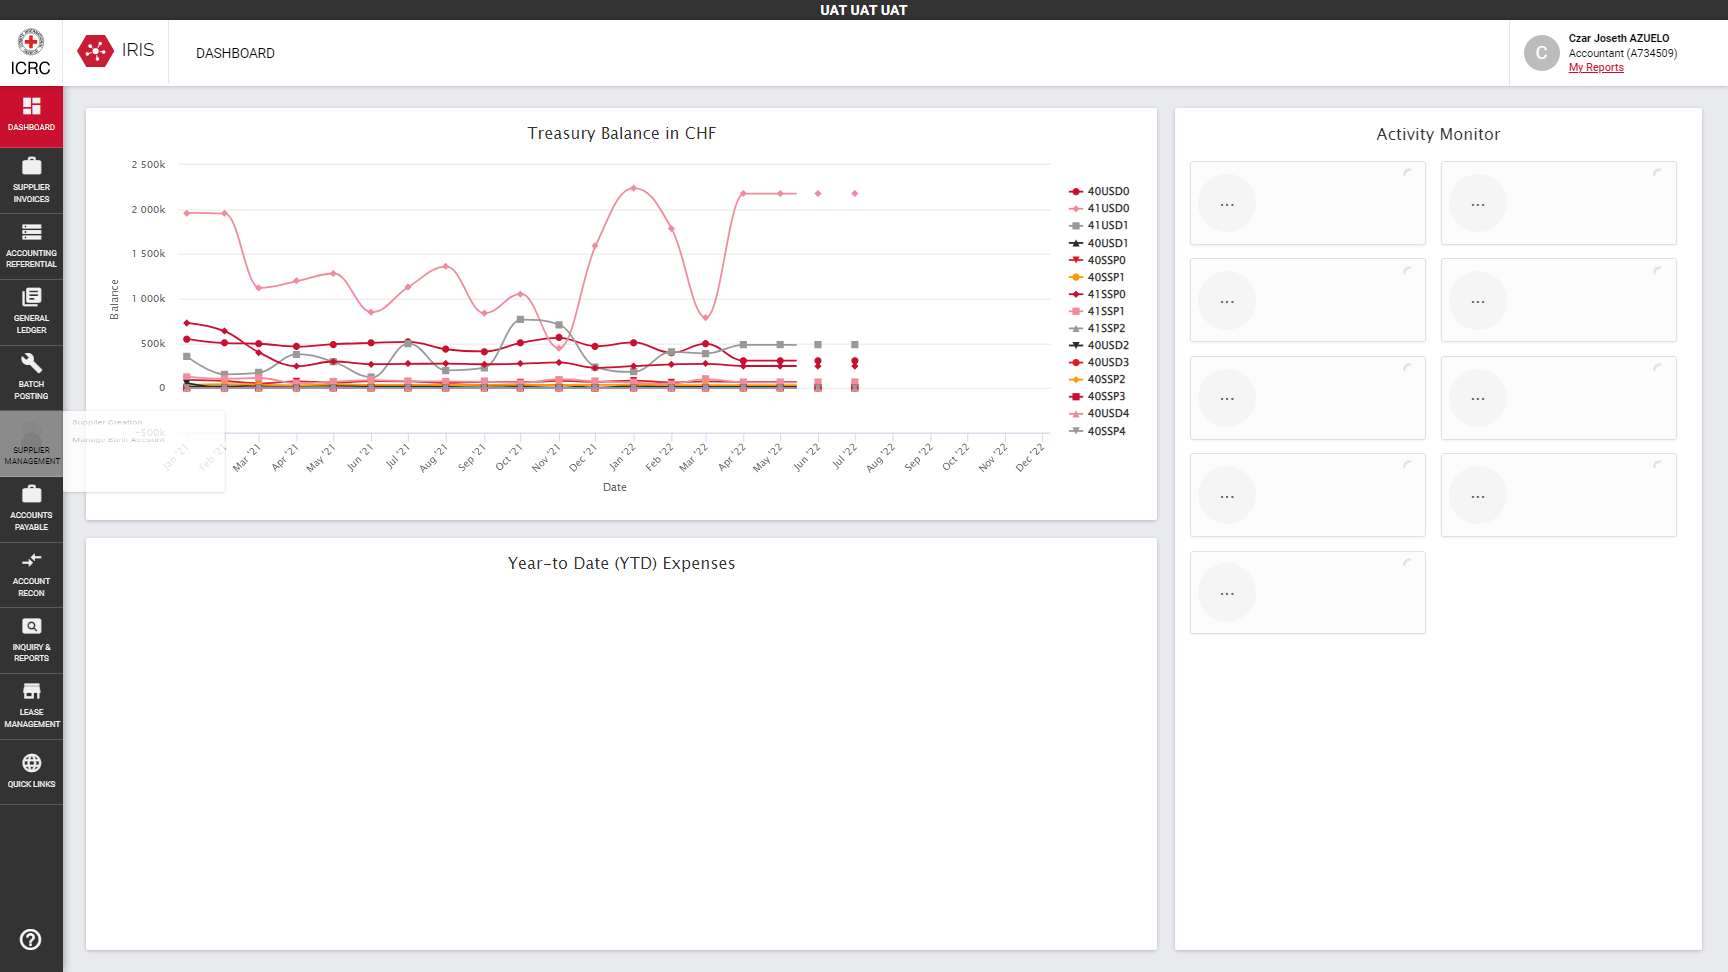 UAT UAT UAT
ICRC
IRIS
DASHBOARD
Czar Joseth AZUELO
Accountant (A734509)
My Reports
DASHBOARD
SUPPLIER
INVOICES
ACCOUNTING
REFERENTIAL
GENERAL
LEDGER
BATCH
POSTING
SUPPLIER
MANAGEMENT
Supplier Creation
Manage Bank Account
ACCOUNTS
PAYABLE
ACCOUNT
RECON
INQUIRY &
REPORTS
LEASE
MANAGEMENT
QUICK LINKS
Treasury Balance in CHF
Balance
2 500k
2 000k
1 500k
1 000k
500k
0
-500k
Jan '21
Feb '21
Mar '21
Apr '21
May '21
Jun '21
Jul '21
Aug '21
Sep '21
Oct '21
Nov '21
Dec '21
Jan '22
Feb '22
Mar '22
Apr '22
May '22
Jun '22
Jul '22
Aug '22
Sep '22
Oct '22
Nov '22
Dec '22
Date
40USD0
41USD0
41USD1
40USD1
40SSP0
40SSP1
41SSP0
41SSP1
41SSP2
40USD2
40USD3
40SSP2
40SSP3
40USD4
40SSP4
Year-to Date (YTD) Expenses
Activity Monitor
... ...
... ...
... ...
... ...
...
C